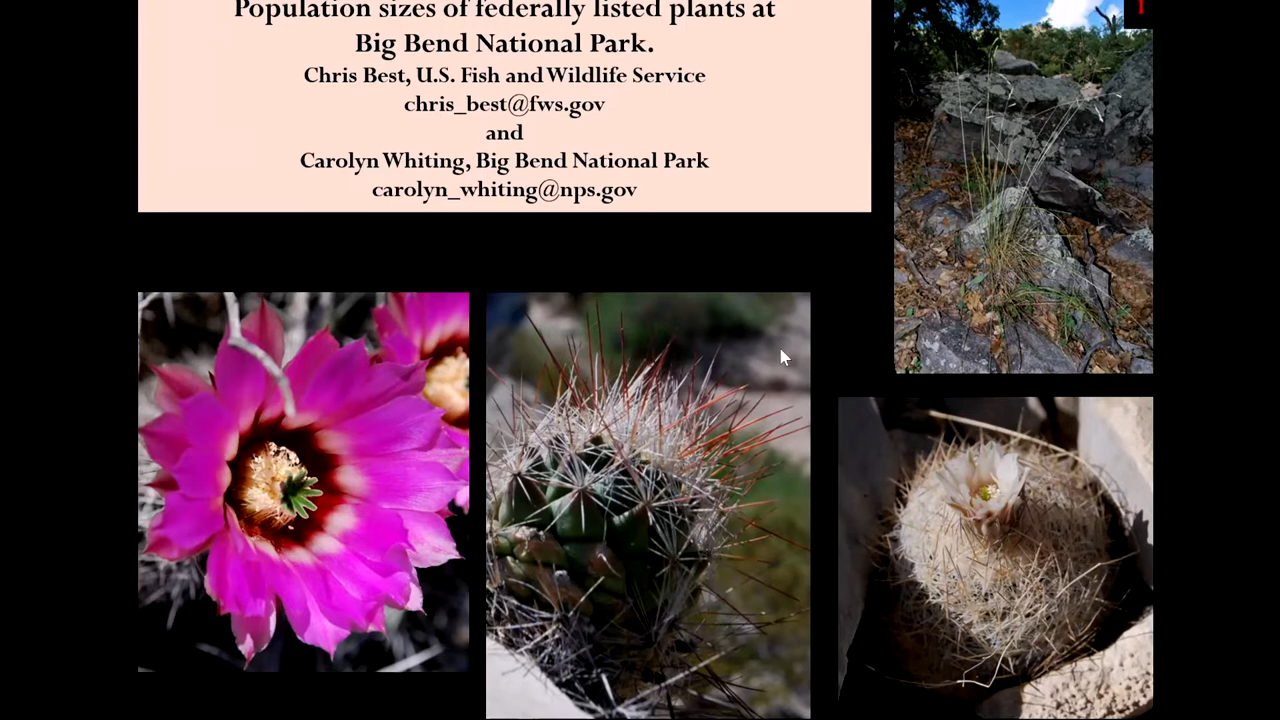 Population sizes of federally listed plants at
Big Bend National Park.
Chris Best, U.S. Fish and Wildlife Service
chris_best@fws.gov
and
Carolyn Whiting, Big Bend National Park
carolyn_whiting@nps.gov
1